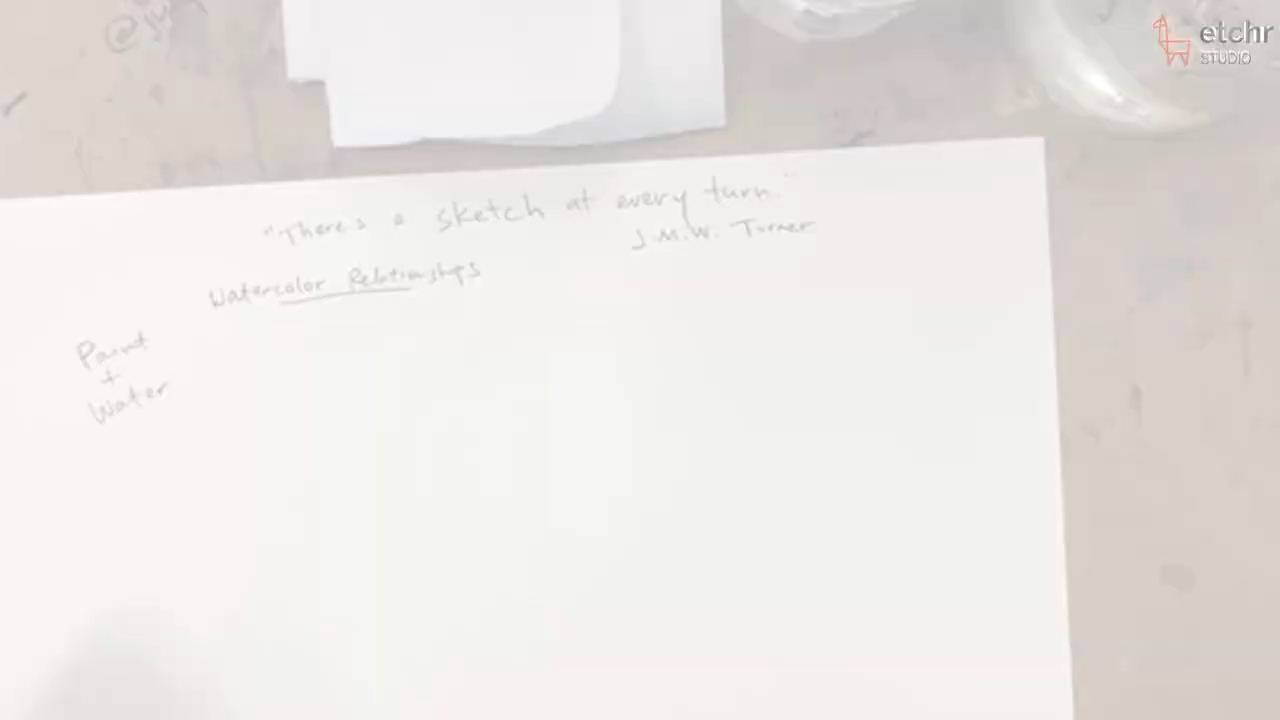 etchr
STUDIO
"There's a sketch at every turn."
J.M.W. Turner
Watercolor Relationships
Paint
+
Water